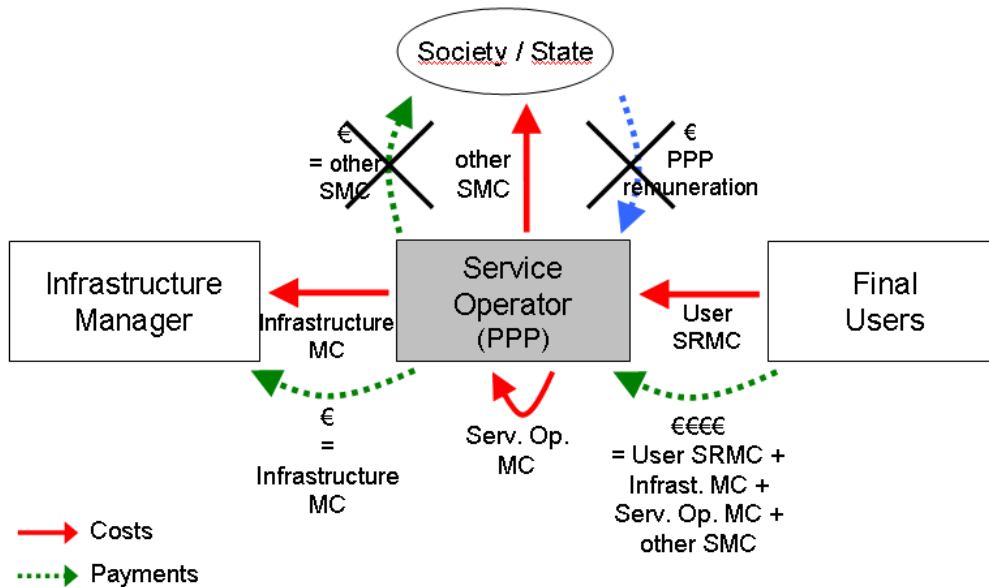 Society / State
€
= other
SMC
other
SMC
€
PPP
remuneration
Infrastructure
Manager
Infrastructure
MC
Service
Operator
(PPP)
User
SRMC
Final
Users
€
=
Infrastructure
MC
Serv. Op.
MC
€€€€
= User SRMC +
Infrast. MC +
Serv. Op. MC +
other SMC
Costs
Payments